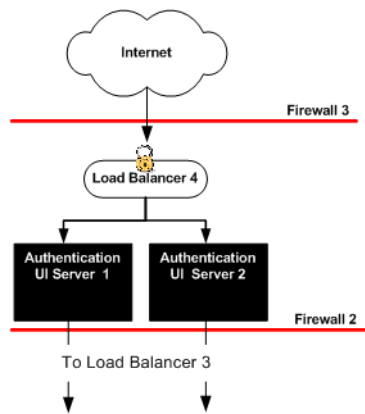 Internet
Firewall 3
Load Balancer 4
Authentication
UI Server 1
Authentication
UI Server 2
Firewall 2
To Load Balancer 3